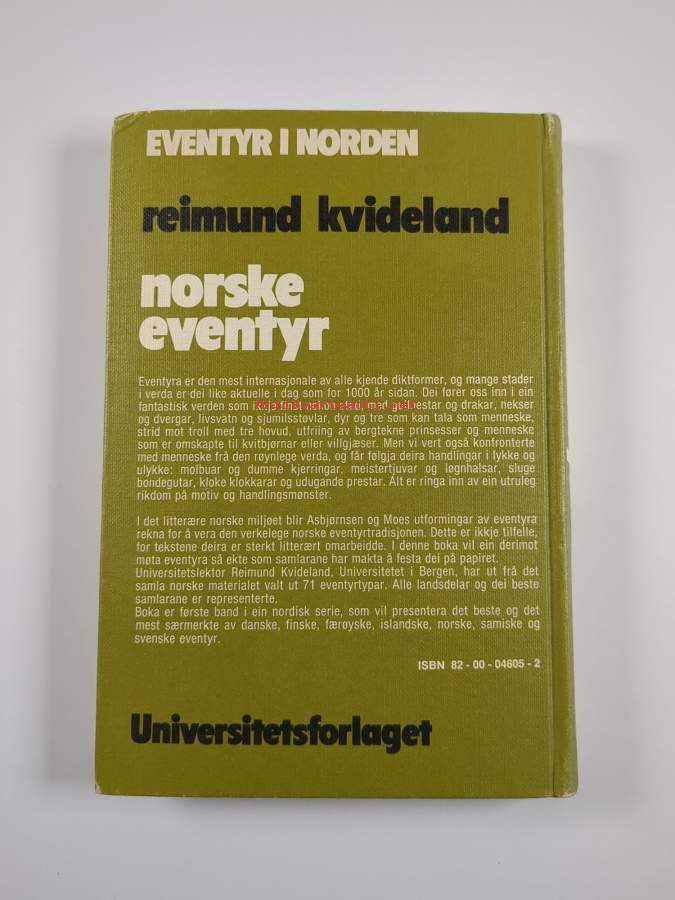 EVENTYR I NORDEN
reimund kvideland
norske
eventyr
Eventyra er den mest internasjonale av alle kjende diktformer, og mange stader
i verda er dei like aktuelle i dag som for 1000 år sidan. Dei fører oss inn i ein
fantastisk verden som ikkje finst nokon stad, med gullhestar og drakar, hekser
og dvergar, livsvatn og sjumilsstøvlar, dyr og tre som kan tala som menneske,
strid mot troll med tre hovud, utfriing av bergtekne prinsesser og menneske
som er omskapte til kvitbjørnar eller villgjæser. Men vi vert også konfronterte
med menneske frå den røynlege verda, og får følgja deira handlingar i lykke og
ulykke: molbuar og dumme kjerringar, meistertjuvar og løgnhalsar, sluge
bondegutar, kloke klokkarar og udugande prestar. Alt er ringa inn av ein utruleg
rikdom på motiv og handlingsmønster.
I det litterære norske miljøet blir Asbjørnsen og Moes utformingar av eventyra
rekna for å vera den verkelege norske eventyrtradisjonen. Dette er ikkje tilfelle,
for tekstene deira er sterkt litterært omarbeidde. I denne boka vil ein derimot
møta eventyra så ekte som samlarane har makta å festa dei på papiret.
Universitetslektor Reimund Kvideland, Universitetet i Bergen, har ut frå det
samla norske materialet valt ut 71 eventyrtypar. Alle landsdelar og dei beste
samlarane er representerte.
Boka er første band i ein nordisk serie, som vil presentera det beste og det
mest særmerkte av danske, finske, færøyske, islandske, norske, samiske og
svenske eventyr.
ISBN 82 - 00 - 04605 - 2
Universitetsforlaget